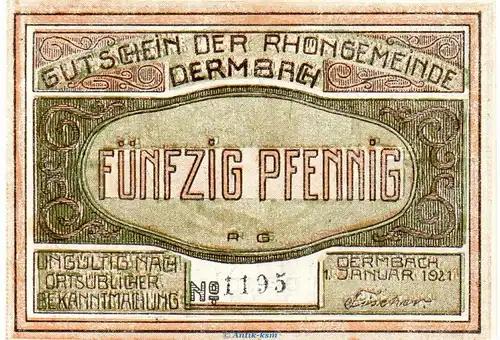 GUTSCHEIN DER RHÖNGEMEINDE
DERMBACH
FÜNFZIG PFENNIG
R G
UNGÜLTIG NACH
ORTSÜBLICHER
BEKANNTMACHUNG
№ 1195
DERMBACH
1. JANUAR 1921
© Antik-ksm